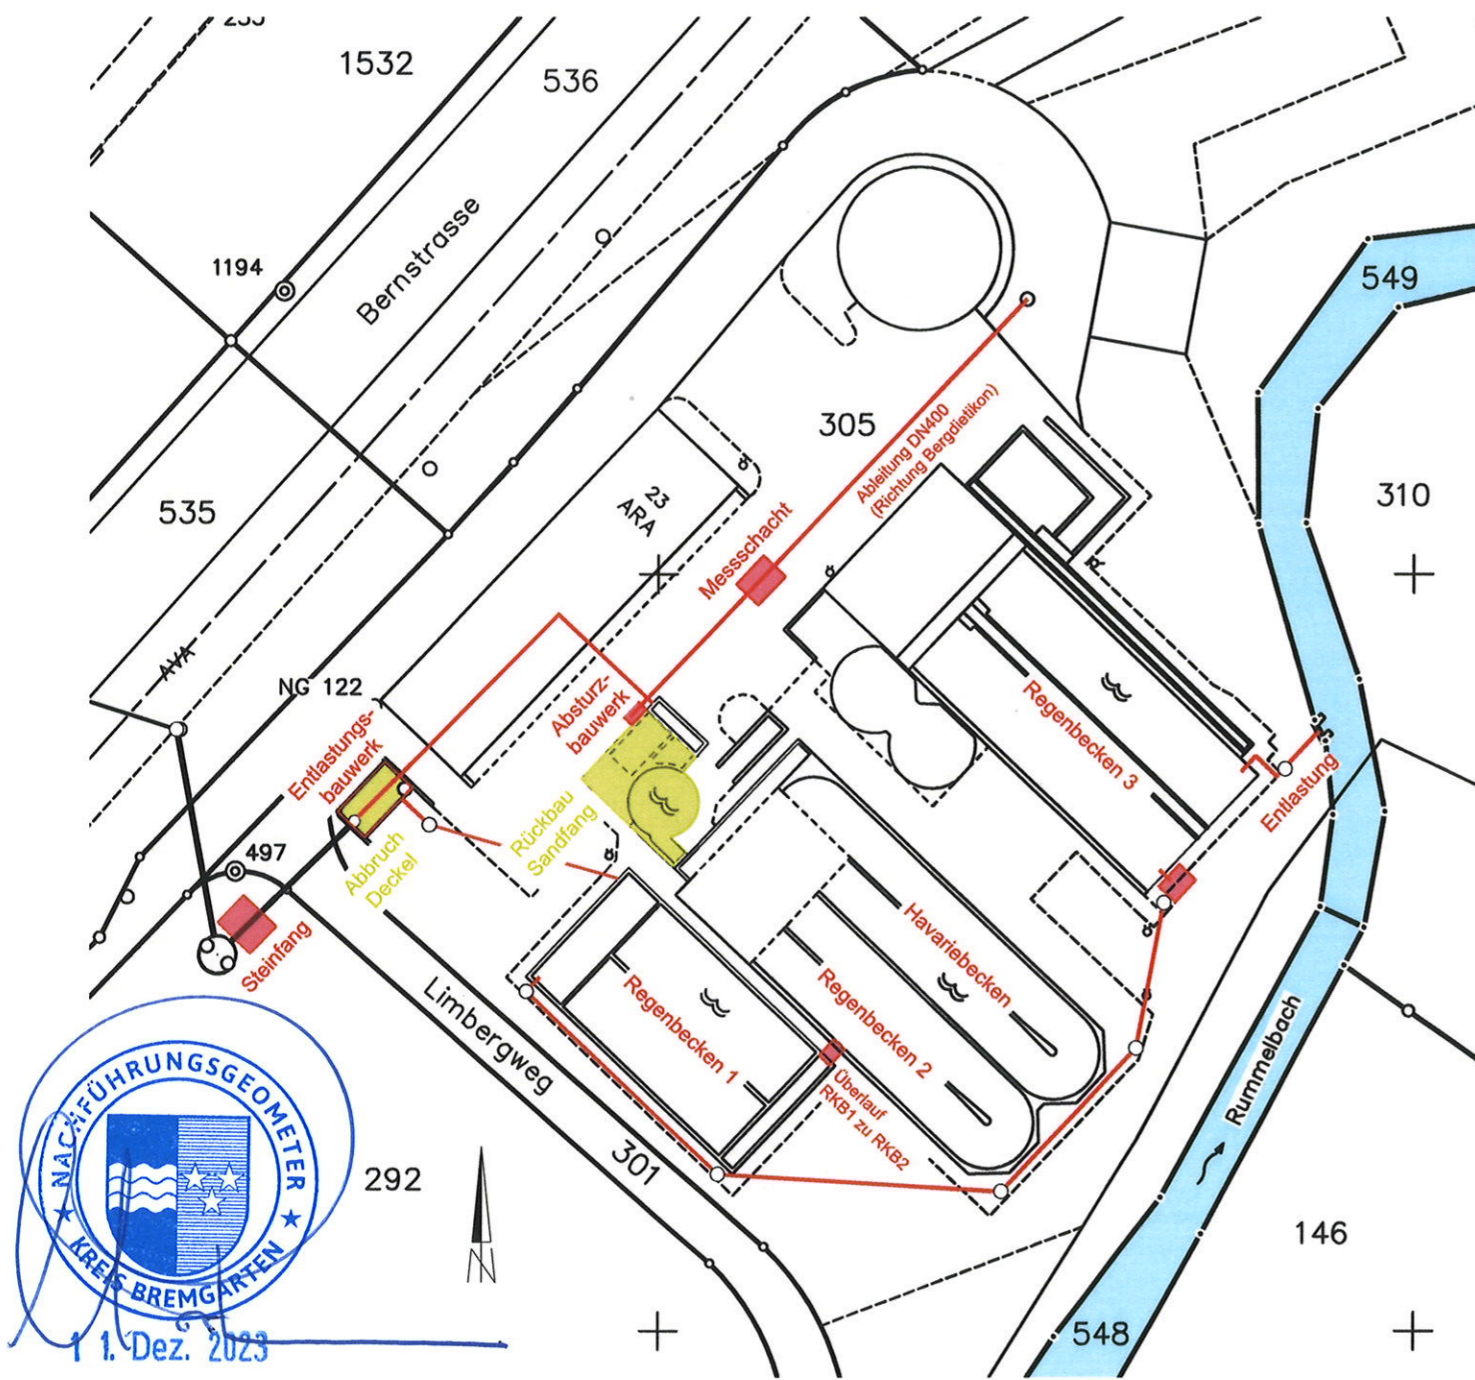 1532
536
549
1194
Bernstrasse
305
Ableitung DN400
(Richtung Bergdietikon)
23
ARA
310
535
Messschacht
AVA
NG 122
Absturz-
bauwerk
Regenbecken 3
Entlastungs-
bauwerk
Entlastung
Rückbau
Sandfang
Abbruch
Deckel
497
Steinfang
Havariebecken
Regenbecken 2
Regenbecken 1
Limbergweg
Überlauf
RKB1 zu RKB2
Rummelbach
301
292
N
146
548
NACHFÜHRUNGSGEOMETER
KREIS BREMGARTEN
11. Dez. 2023